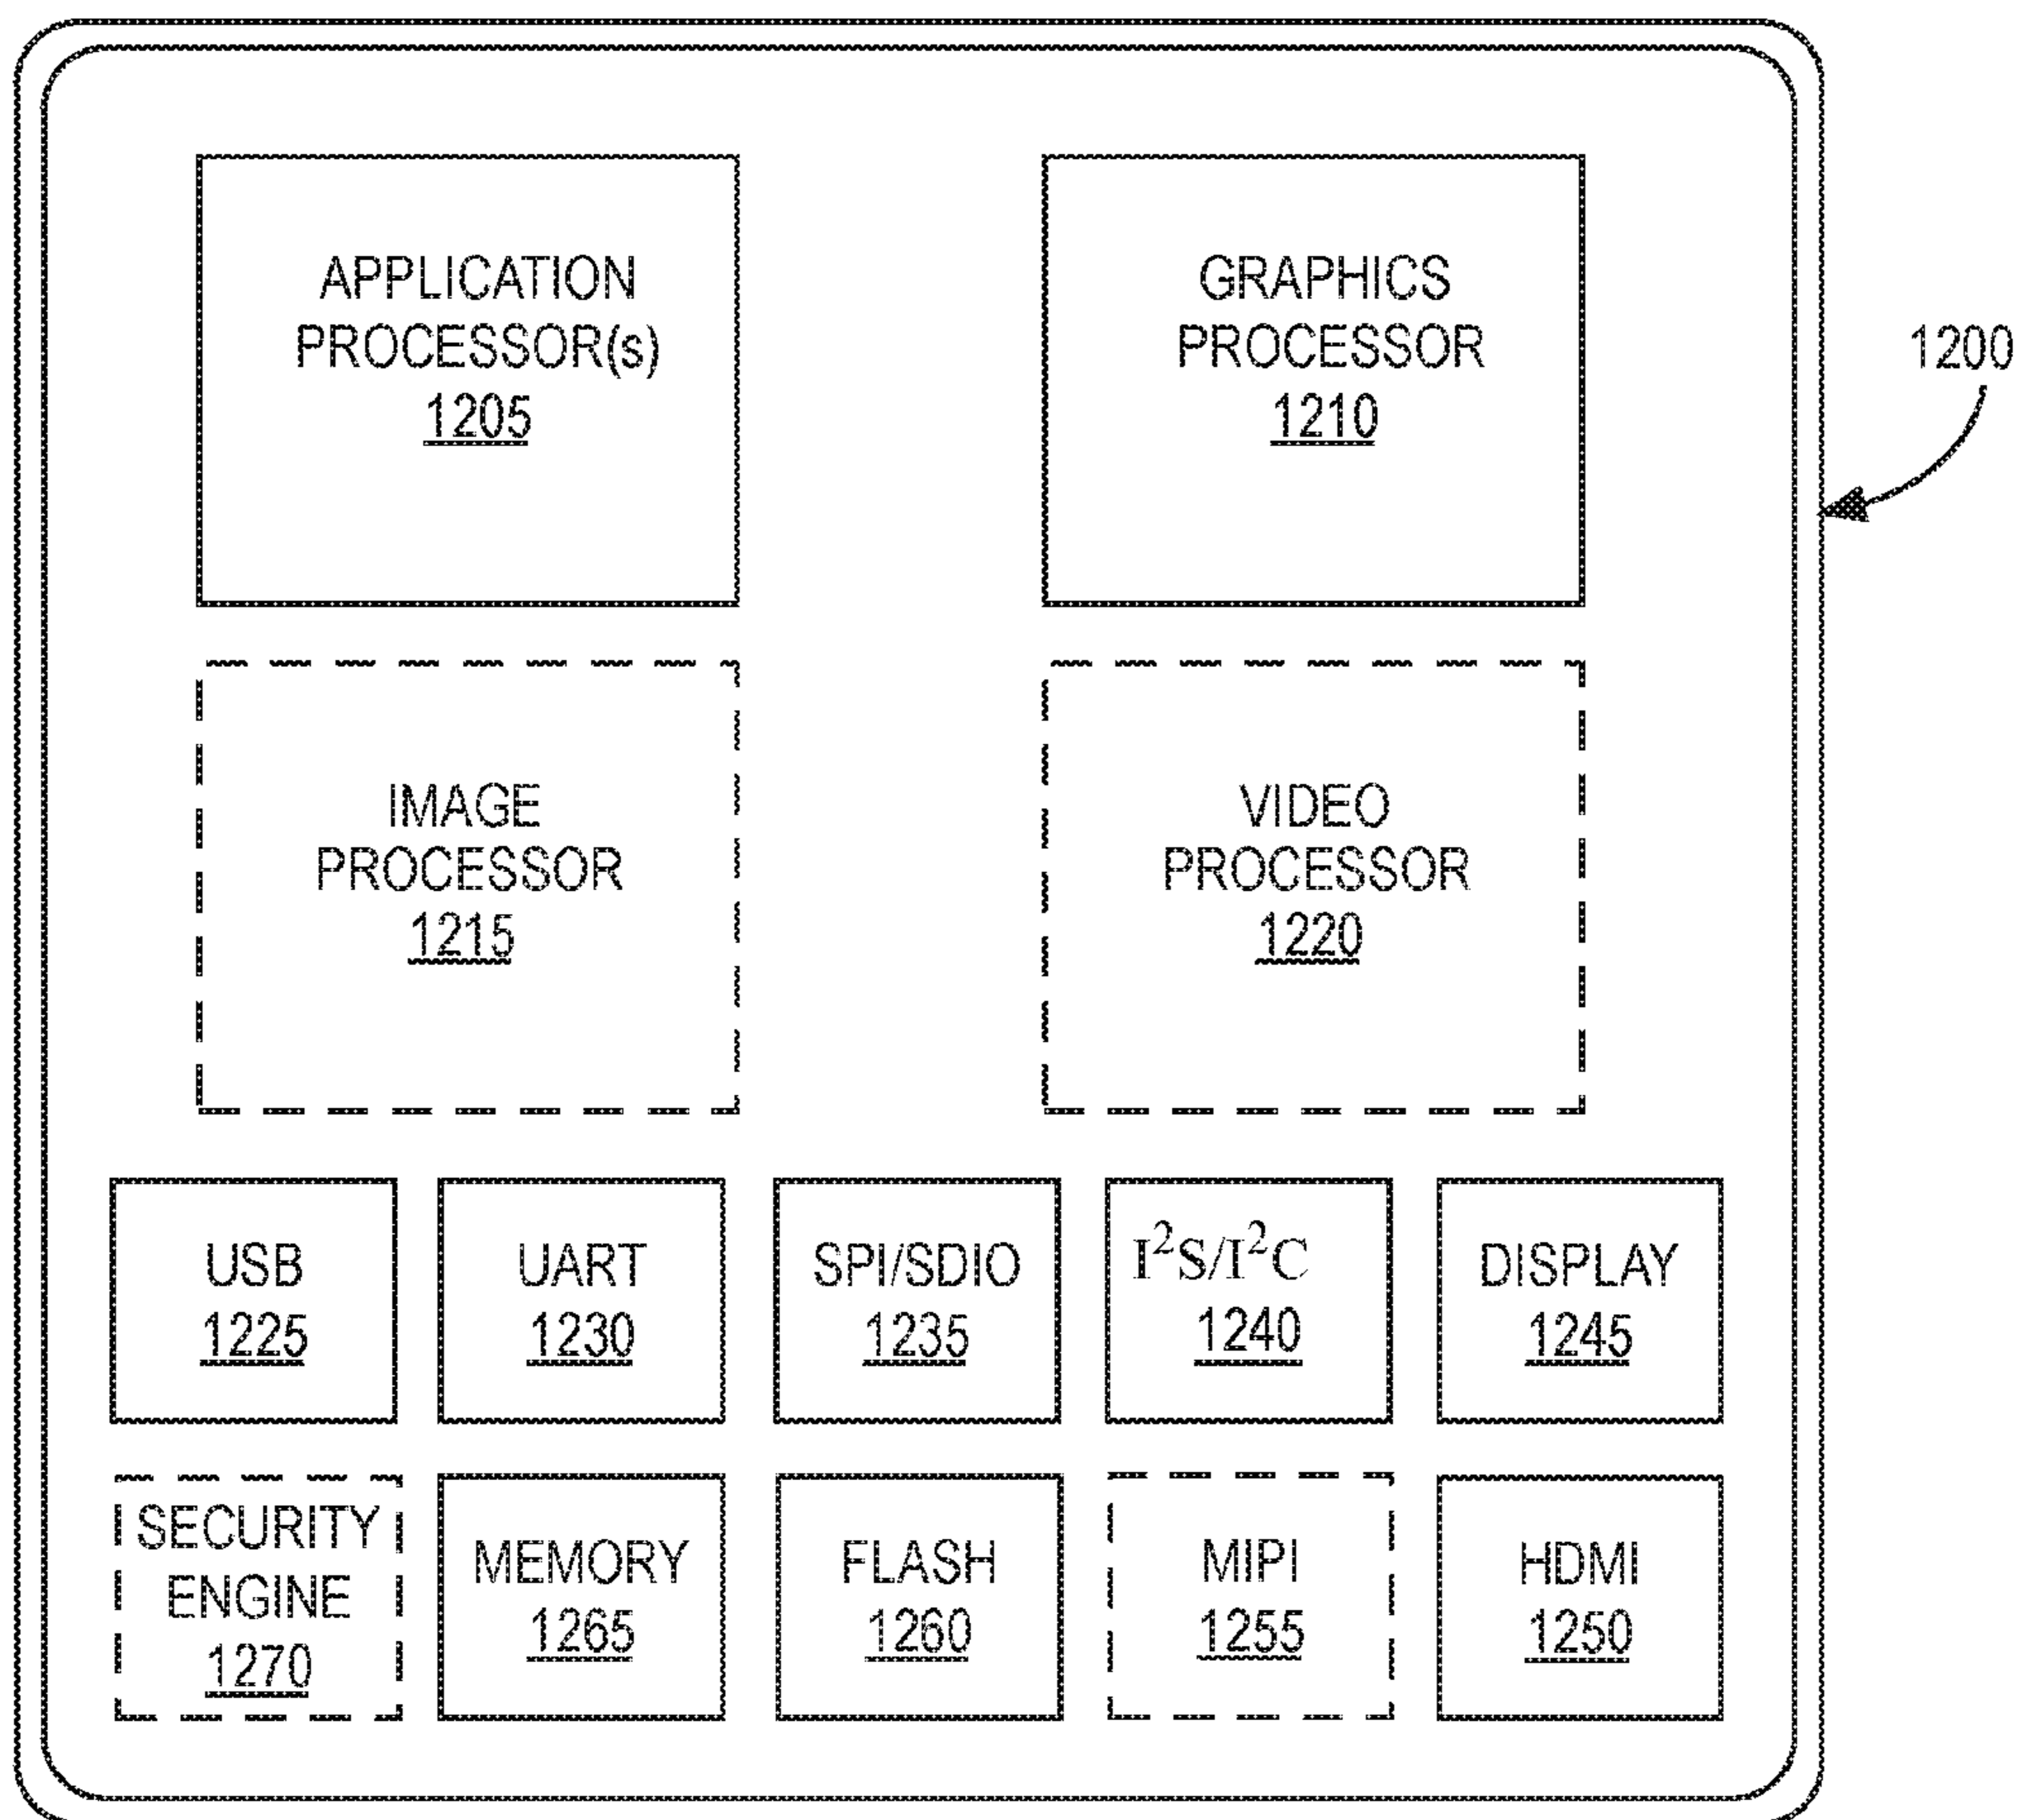 APPLICATION
PROCESSOR(s)
1205
GRAPHICS
PROCESSOR
1210
1200
IMAGE
PROCESSOR
1215
VIDEO
PROCESSOR
1220
USB
1225
UART
1230
SPI/SDIO
1235
I²S/I²C
1240
DISPLAY
1245
SECURITY
ENGINE
1270
MEMORY
1265
FLASH
1260
MIPI
1255
HDMI
1250